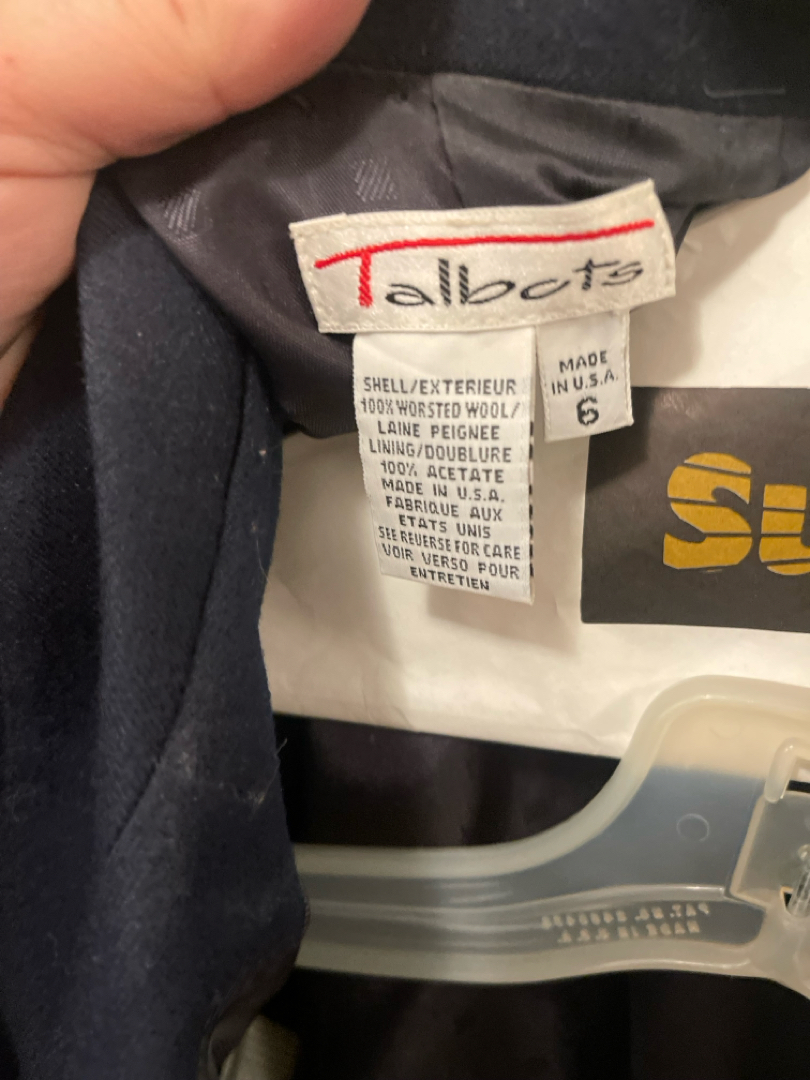 Talbots
MADE
IN U.S.A.
6
SHELL/EXTERIEUR
100% WORSTED WOOL/
LAINE PEIGNEE
LINING/DOUBLURE
100% ACETATE
MADE IN U.S.A.
FABRIQUE AUX
ETATS UNIS
SEE REVERSE FOR CARE
VOIR VERSO POUR
ENTRETIEN
SU